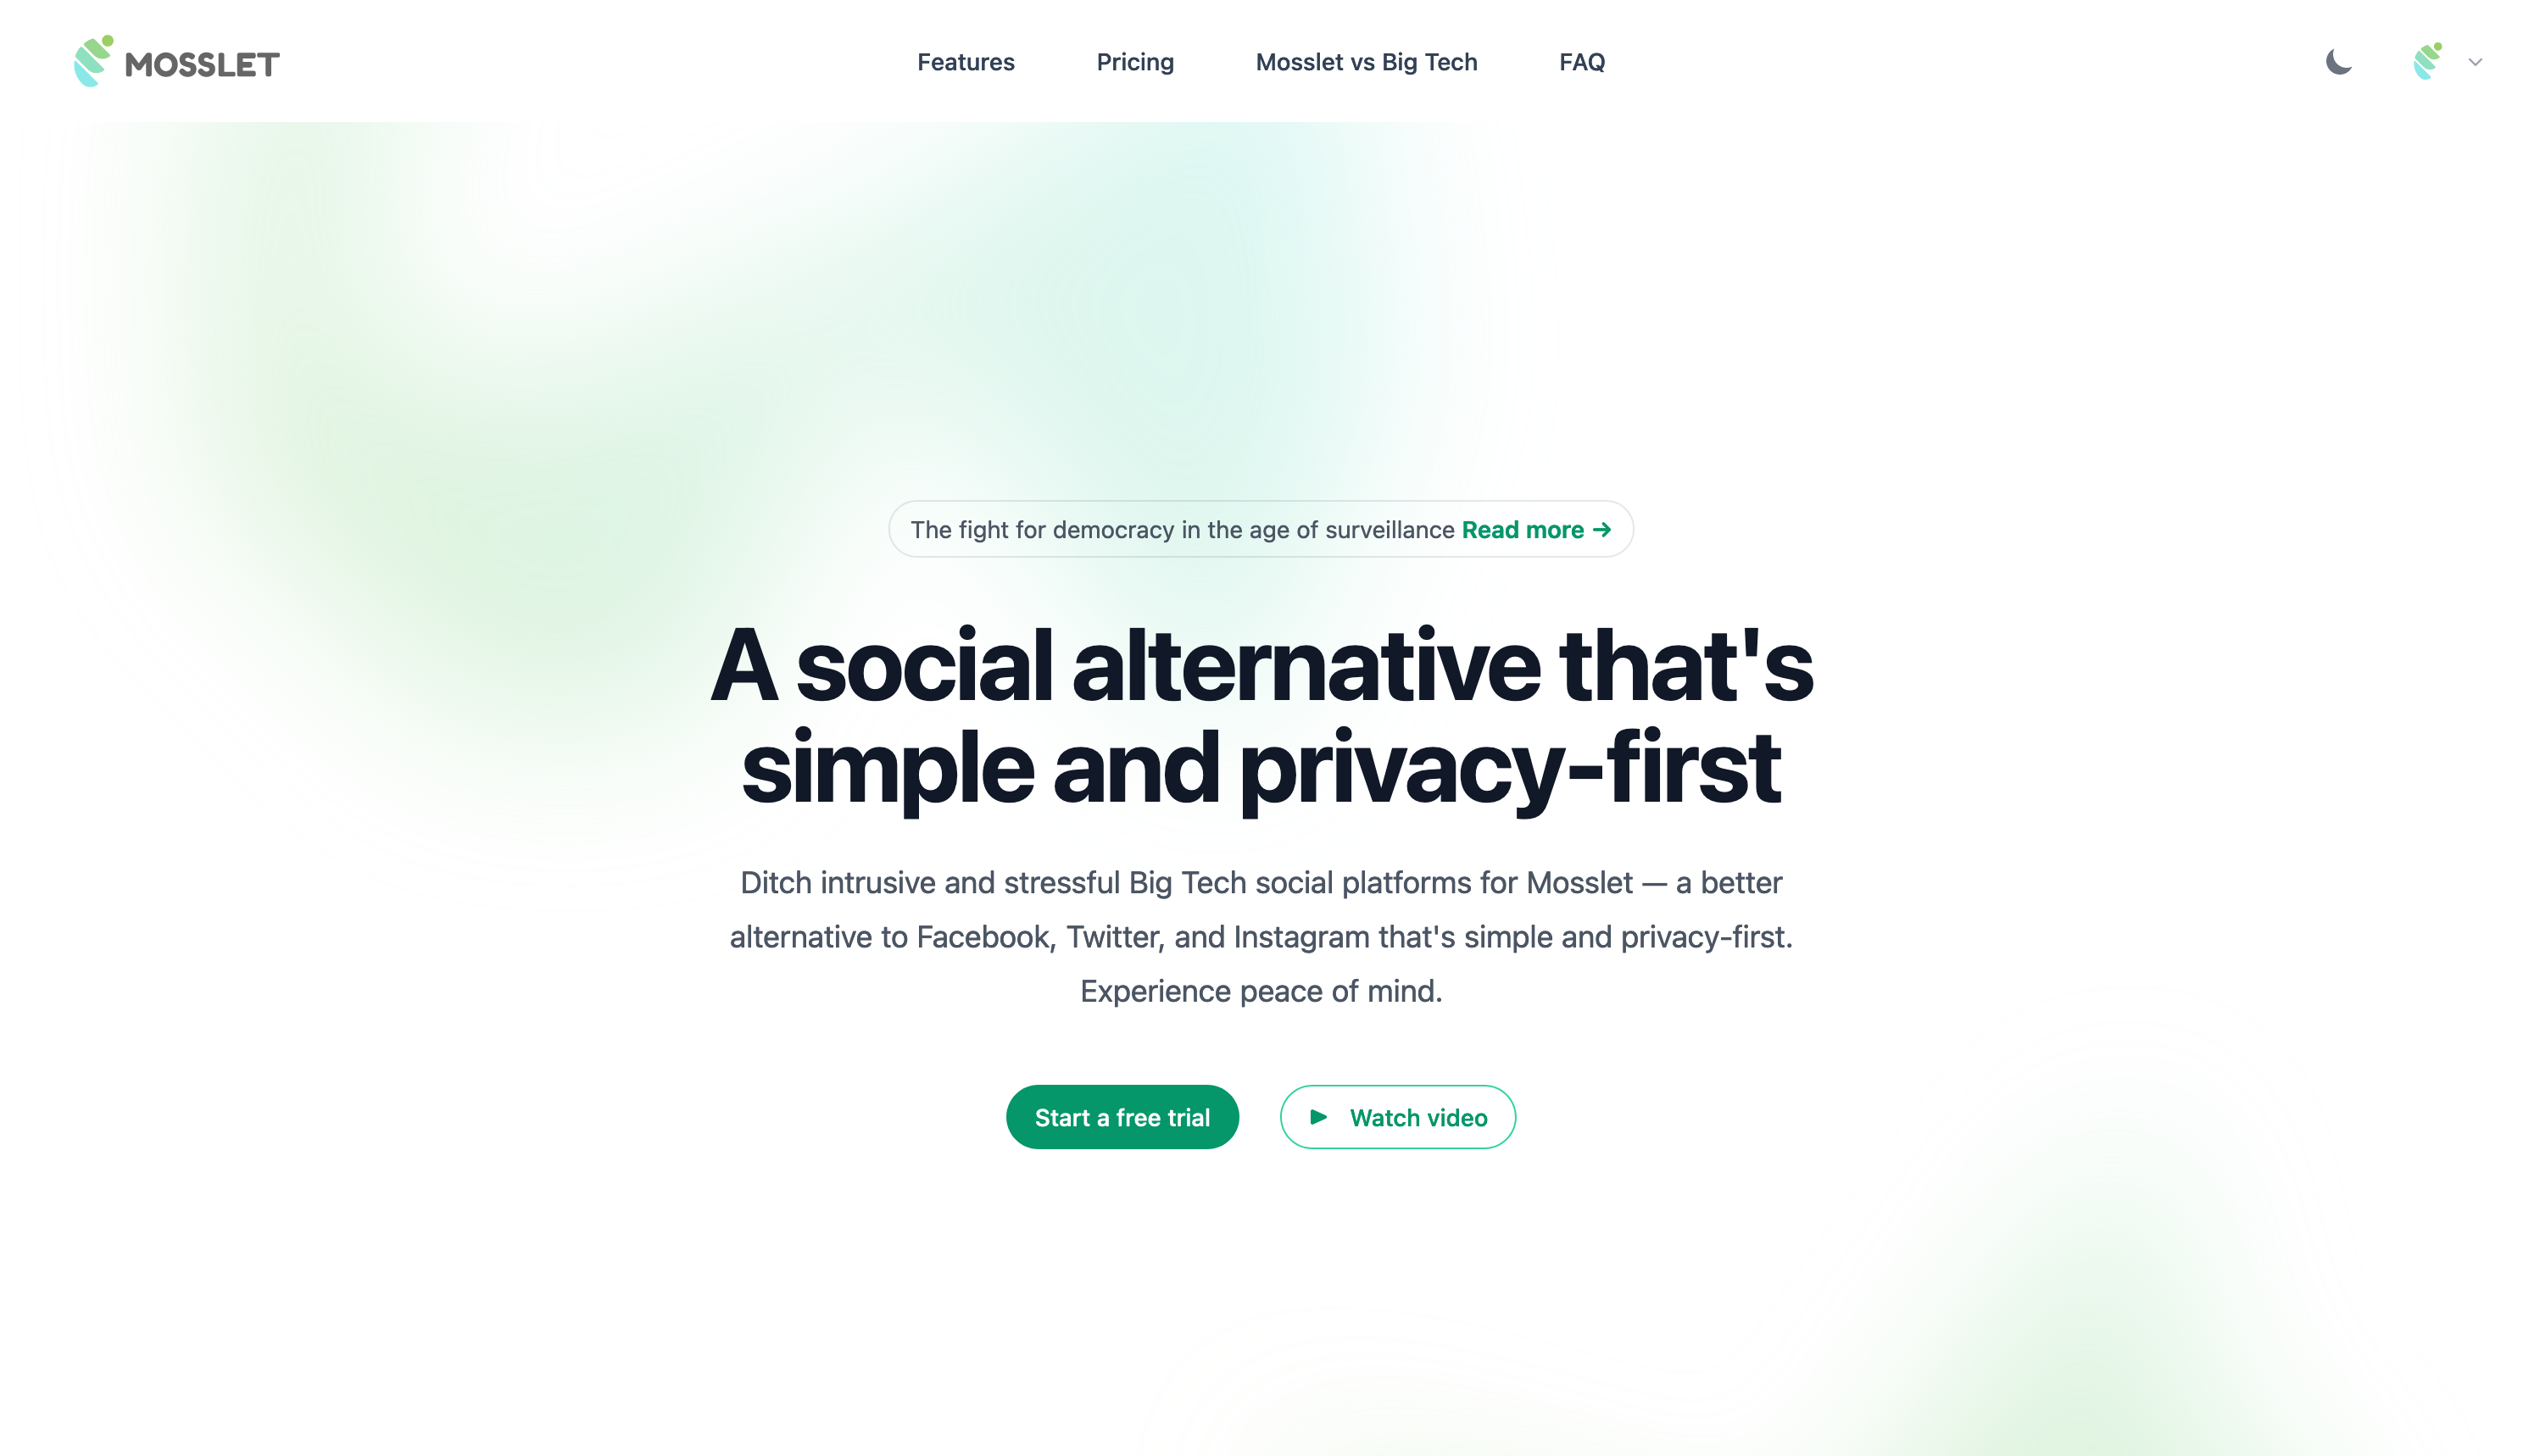 MOSSLET
Features
Pricing
Mosslet vs Big Tech
FAQ
The fight for democracy in the age of surveillance Read more →
A social alternative that's
simple and privacy-first
Ditch intrusive and stressful Big Tech social platforms for Mosslet — a better
alternative to Facebook, Twitter, and Instagram that's simple and privacy-first.
Experience peace of mind.
Start a free trial
Watch video